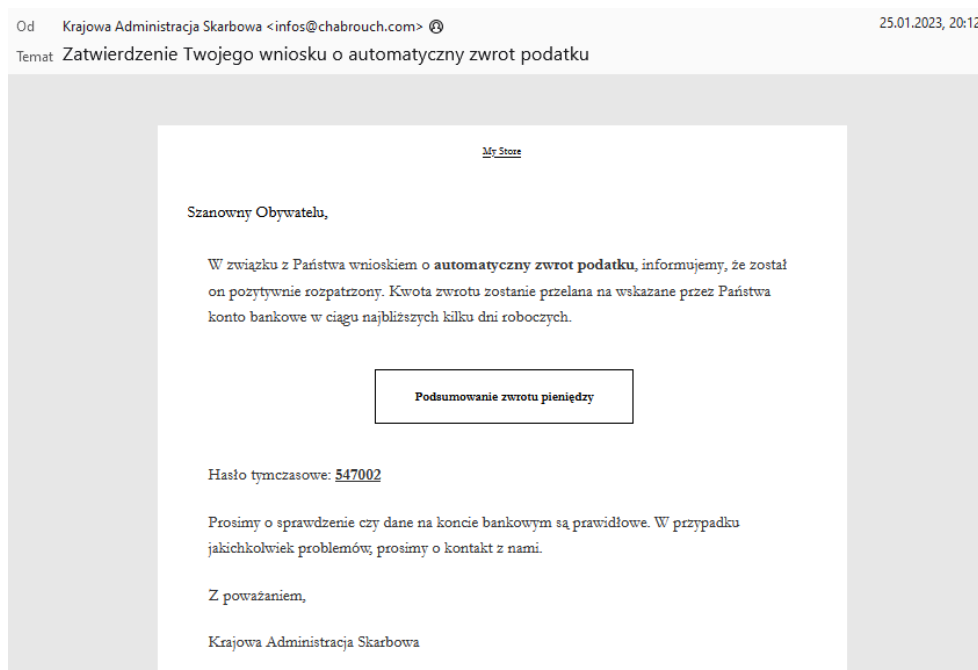 Od Krajowa Administracja Skarbowa <infos@chabrouch.com> 25.01.2023, 20:12
Temat Zatwierdzenie Twojego wniosku o automatyczny zwrot podatku
My Store
Szanowny Obywatelu,
W związku z Państwa wnioskiem o automatyczny zwrot podatku, informujemy, że został
on pozytywnie rozpatrzony. Kwota zwrotu zostanie przelana na wskazane przez Państwa
konto bankowe w ciągu najbliższych kilku dni roboczych.
Podsumowanie zwrotu pieniędzy
Hasło tymczasowe: 547002
Prosimy o sprawdzenie czy dane na koncie bankowym są prawidłowe. W przypadku
jakichkolwiek problemów, prosimy o kontakt z nami.
Z poważaniem,
Krajowa Administracja Skarbowa